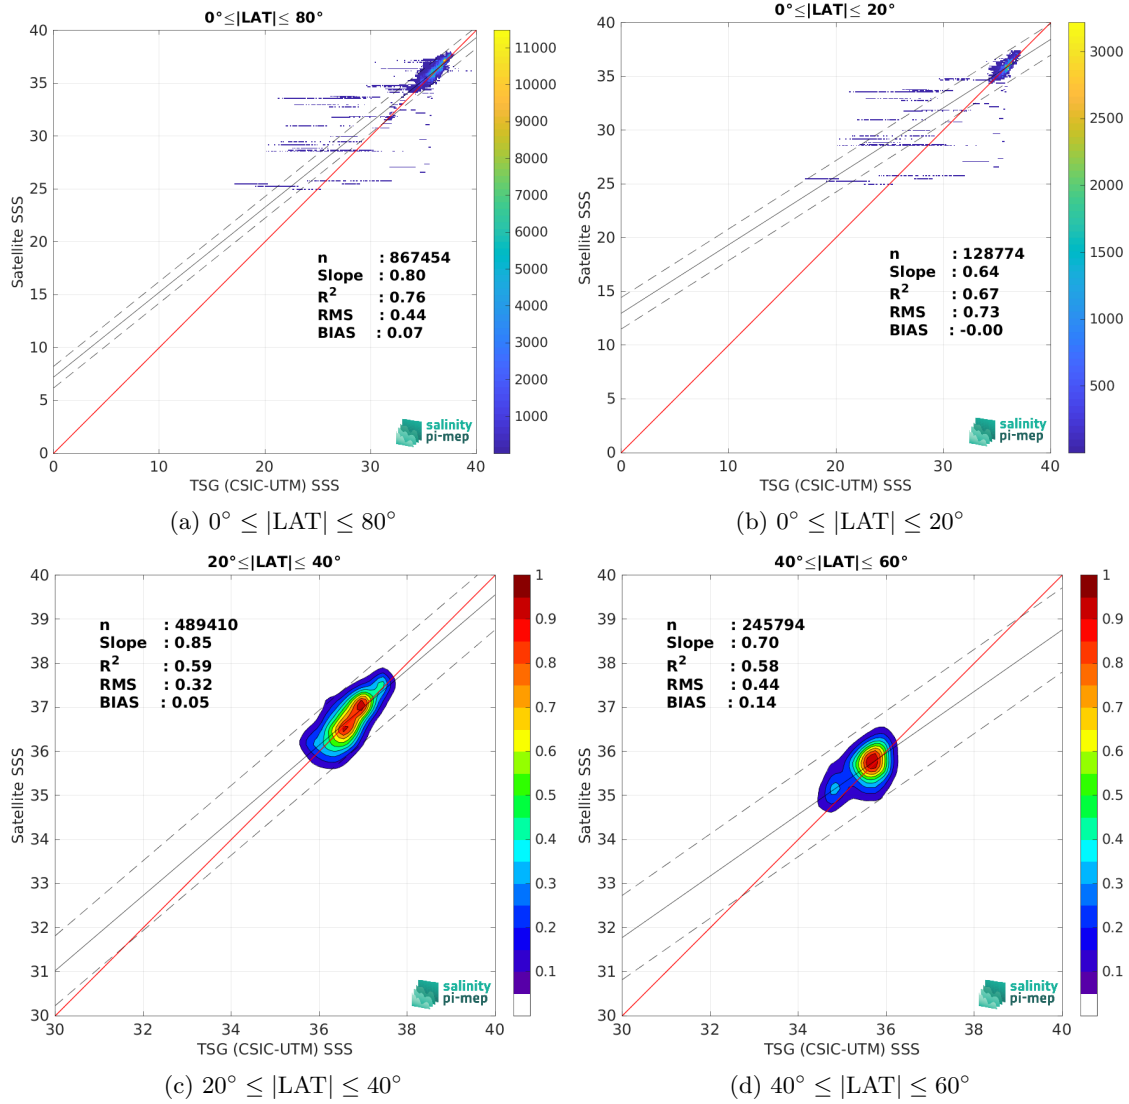 0°≤|LAT|≤ 80°
40
35
30
25
20
15
10
5
0
0
10
20
30
40
Satellite SSS
TSG (CSIC-UTM) SSS
n : 867454
Slope : 0.80
R² : 0.76
RMS : 0.44
BIAS : 0.07
salinity
pi-mep
11000
10000
9000
8000
7000
6000
5000
4000
3000
2000
1000
(a) 0° ≤ |LAT| ≤ 80°
0°≤|LAT|≤ 20°
40
35
30
25
20
15
10
5
0
0
10
20
30
40
Satellite SSS
TSG (CSIC-UTM) SSS
n : 128774
Slope : 0.64
R² : 0.67
RMS : 0.73
BIAS : -0.00
salinity
pi-mep
3000
2500
2000
1500
1000
500
(b) 0° ≤ |LAT| ≤ 20°
20°≤|LAT|≤ 40°
40
39
38
37
36
35
34
33
32
31
30
30
32
34
36
38
40
Satellite SSS
TSG (CSIC-UTM) SSS
n : 489410
Slope : 0.85
R² : 0.59
RMS : 0.32
BIAS : 0.05
salinity
pi-mep
1
0.9
0.8
0.7
0.6
0.5
0.4
0.3
0.2
0.1
(c) 20° ≤ |LAT| ≤ 40°
40°≤|LAT|≤ 60°
40
39
38
37
36
35
34
33
32
31
30
30
32
34
36
38
40
Satellite SSS
TSG (CSIC-UTM) SSS
n : 245794
Slope : 0.70
R² : 0.58
RMS : 0.44
BIAS : 0.14
salinity
pi-mep
1
0.9
0.8
0.7
0.6
0.5
0.4
0.3
0.2
0.1
(d) 40° ≤ |LAT| ≤ 60°